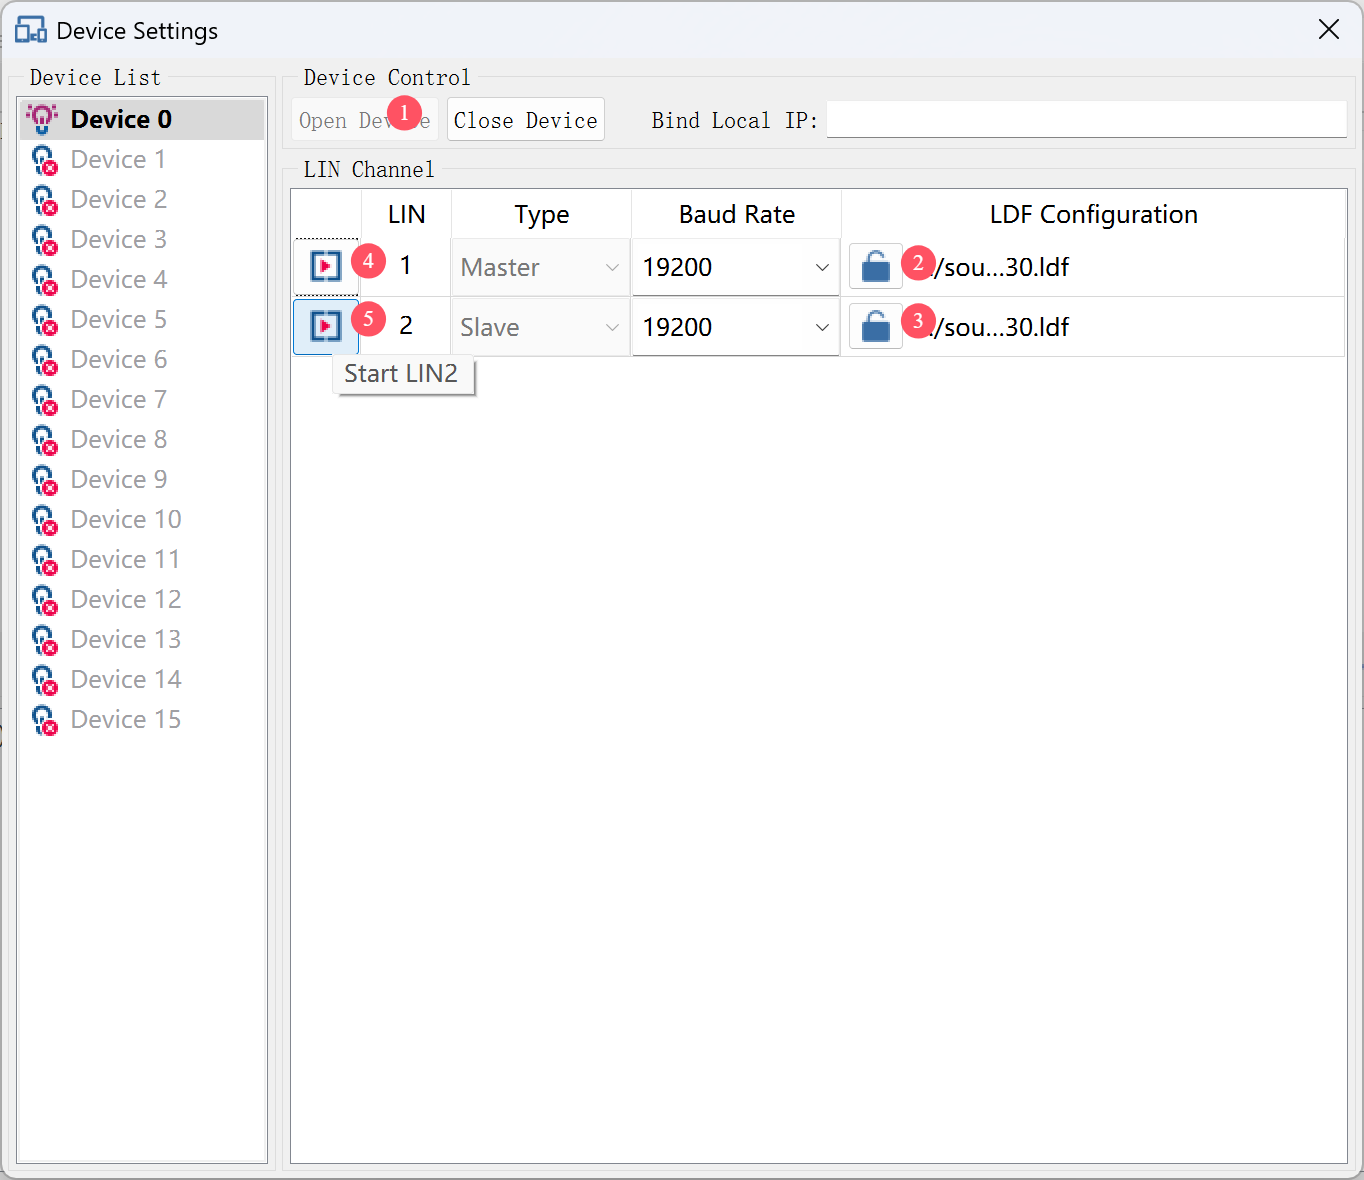 Device Settings
Device List
Device 0
Device 1
Device 2
Device 3
Device 4
Device 5
Device 6
Device 7
Device 8
Device 9
Device 10
Device 11
Device 12
Device 13
Device 14
Device 15
Device Control
Open De e 1 Close Device Bind Local IP:
LIN Channel
LIN Type Baud Rate LDF Configuration
4 1 Master 19200 2 /sou...30.ldf
5 2 Slave 19200 3 /sou...30.ldf
Start LIN2